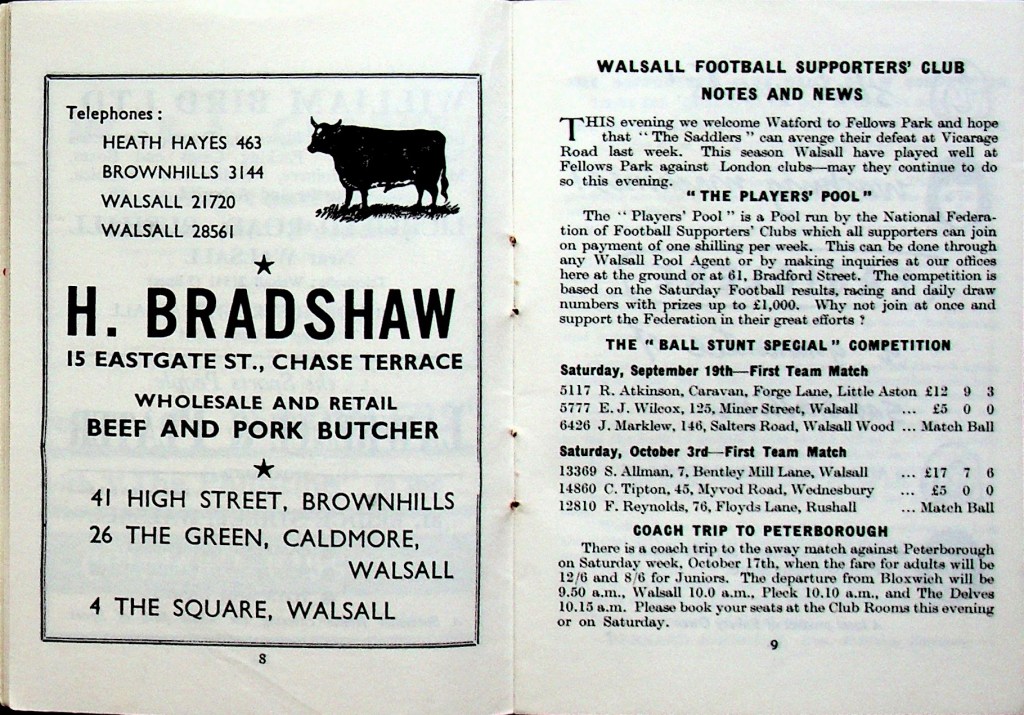 Telephones :
HEATH HAYES 463
BROWNHILLS 3144
WALSALL 21720
WALSALL 28561
H. BRADSHAW
15 EASTGATE ST., CHASE TERRACE
WHOLESALE AND RETAIL
BEEF AND PORK BUTCHER
41 HIGH STREET, BROWNHILLS
26 THE GREEN, CALDMORE,
WALSALL
4 THE SQUARE, WALSALL
8
WALSALL FOOTBALL SUPPORTERS' CLUB
NOTES AND NEWS
THIS evening we welcome Watford to Fellows Park and hope
that "The Saddlers" can avenge their defeat at Vicarage
Road last week. This season Walsall have played well at
Fellows Park against London clubs—may they continue to do
so this evening.
"THE PLAYERS' POOL"
The "Players' Pool" is a Pool run by the National Federa-
tion of Football Supporters' Clubs which all supporters can join
on payment of one shilling per week. This can be done through
any Walsall Pool Agent or by making inquiries at our offices
here at the ground or at 61, Bradford Street. The competition is
based on the Saturday Football results, racing and daily draw
numbers with prizes up to £1,000. Why not join at once and
support the Federation in their great efforts ?
THE "BALL STUNT SPECIAL" COMPETITION
Saturday, September 19th—First Team Match
5117 R. Atkinson, Caravan, Forge Lane, Little Aston £12 9 3
5777 E. J. Wilcox, 125, Miner Street, Walsall ... £5 0 0
6426 J. Marklew, 146, Salters Road, Walsall Wood ... Match Ball
Saturday, October 3rd—First Team Match
13369 S. Allman, 7, Bentley Mill Lane, Walsall ... £17 7 6
14860 C. Tipton, 45, Myvod Road, Wednesbury ... £5 0 0
12810 F. Reynolds, 76, Floyds Lane, Rushall ... Match Ball
COACH TRIP TO PETERBOROUGH
There is a coach trip to the away match against Peterborough
on Saturday week, October 17th, when the fare for adults will be
12/6 and 8/6 for Juniors. The departure from Bloxwich will be
9.50 a.m., Walsall 10.0 a.m., Pleck 10.10 a.m., and The Delves
10.15 a.m. Please book your seats at the Club Rooms this evening
or on Saturday.
9